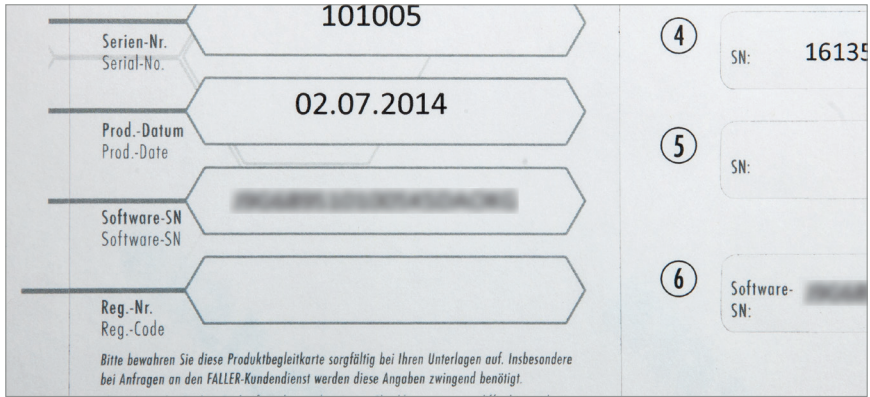 101005
Serien-Nr.
Serial-No.
02.07.2014
Prod.-Datum
Prod.-Date
Software-SN
Software-SN
Reg.-Nr.
Reg.-Code
Bitte bewahren Sie diese Produktbegleitkarte sorgfältig bei Ihren Unterlagen auf. Insbesondere
bei Anfragen an den FALLER-Kundendienst werden diese Angaben zwingend benötigt.
4
SN: 16135
5
SN:
6
Software-
SN: